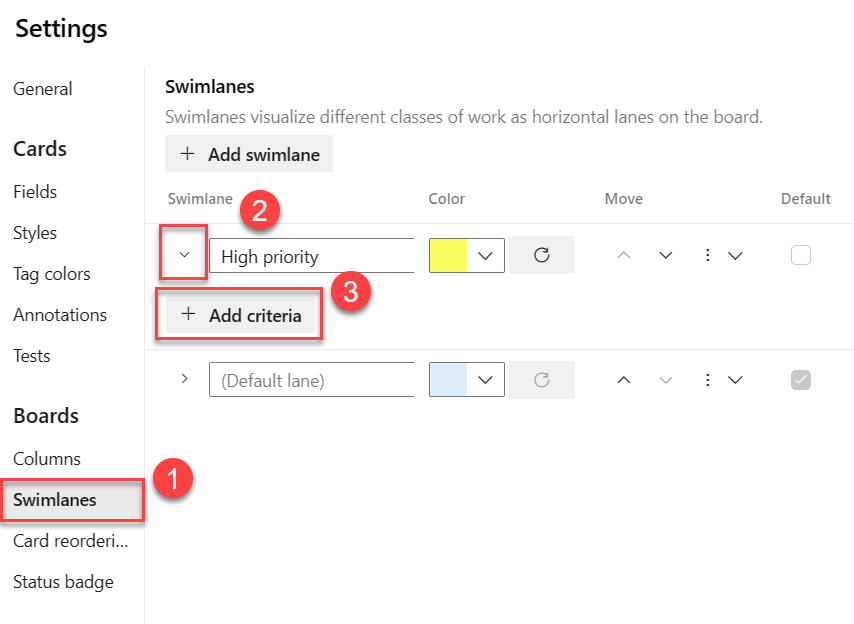 Settings
General
Cards
Fields
Styles
Tag colors
Annotations
Tests
Boards
Columns
Swimlanes
Card reorderi...
Status badge
1
Swimlanes
Swimlanes visualize different classes of work as horizontal lanes on the board.
+ Add swimlane
Swimlane Color Move Default
2
High priority
3
+ Add criteria
(Default lane)